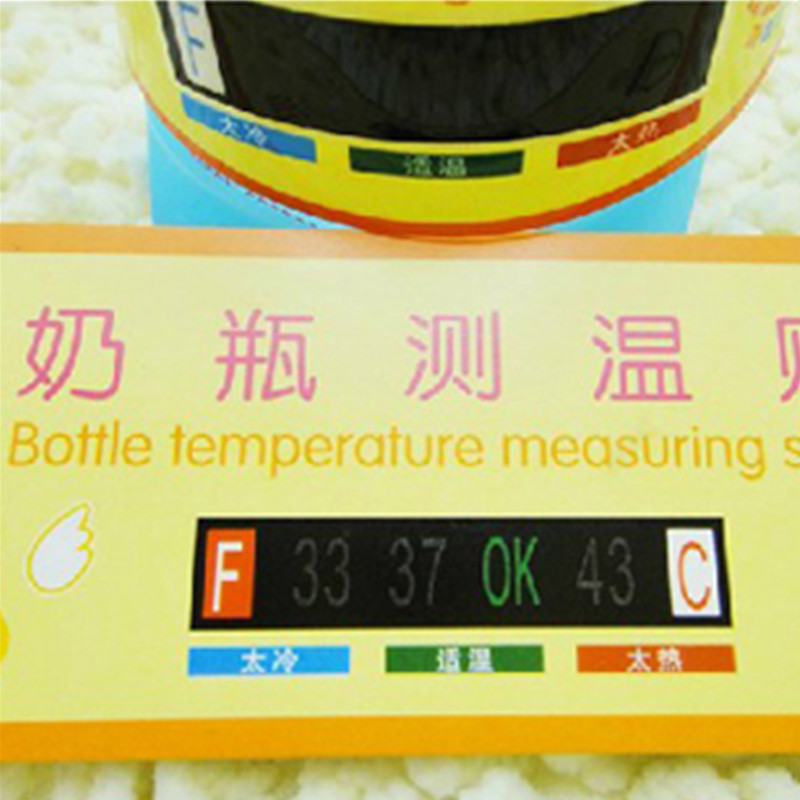 太冷 适温 太热
奶瓶测温
Bottle temperature measuring
F 33 37 OK 43 C
太冷 适温 太热